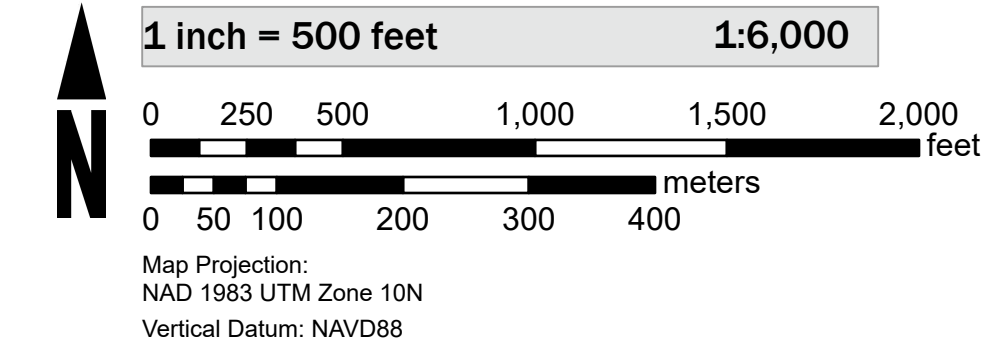 1 inch = 500 feet 1:6,000
0 250 500 1,000 1,500 2,000
feet
meters
0 50 100 200 300 400
N
Map Projection:
NAD 1983 UTM Zone 10N
Vertical Datum: NAVD88